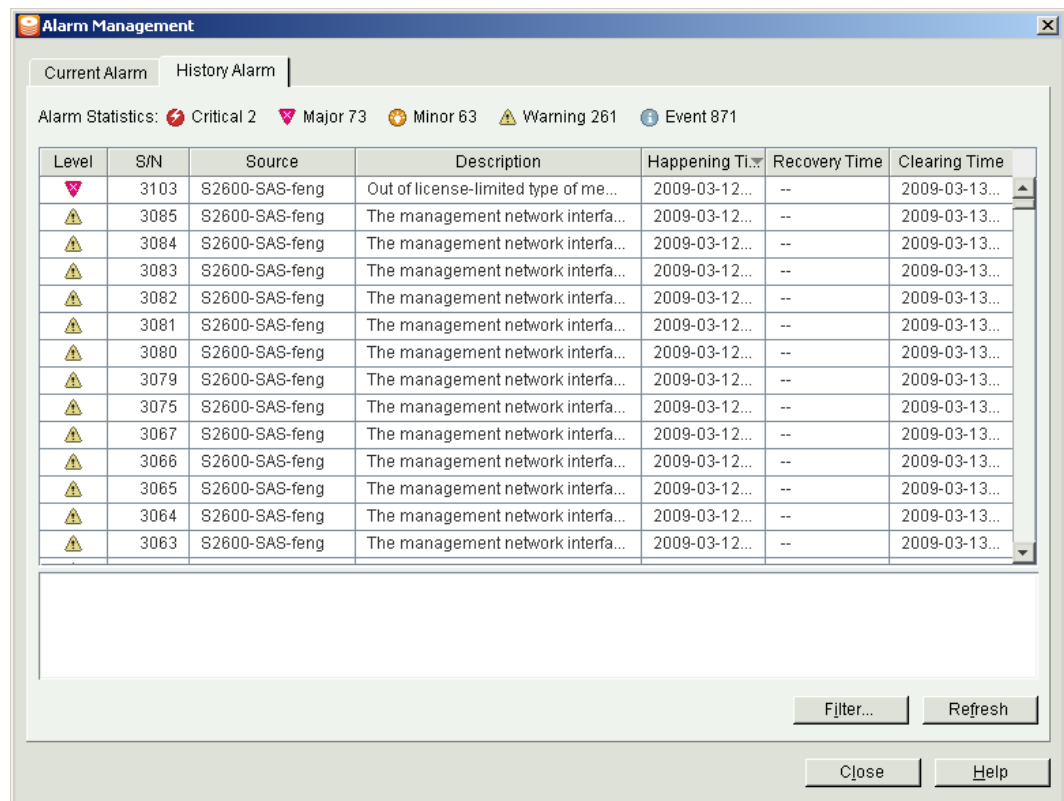 Alarm Management
Current Alarm History Alarm
Alarm Statistics: Critical 2 Major 73 Minor 63 Warning 261 Event 871
Level S/N Source Description Happening Ti... Recovery Time Clearing Time
3103 S2600-SAS-feng Out of license-limited type of me... 2009-03-12... -- 2009-03-13...
3085 S2600-SAS-feng The management network interfa... 2009-03-12... -- 2009-03-13...
3084 S2600-SAS-feng The management network interfa... 2009-03-12... -- 2009-03-13...
3083 S2600-SAS-feng The management network interfa... 2009-03-12... -- 2009-03-13...
3082 S2600-SAS-feng The management network interfa... 2009-03-12... -- 2009-03-13...
3081 S2600-SAS-feng The management network interfa... 2009-03-12... -- 2009-03-13...
3080 S2600-SAS-feng The management network interfa... 2009-03-12... -- 2009-03-13...
3079 S2600-SAS-feng The management network interfa... 2009-03-12... -- 2009-03-13...
3075 S2600-SAS-feng The management network interfa... 2009-03-12... -- 2009-03-13...
3067 S2600-SAS-feng The management network interfa... 2009-03-12... -- 2009-03-13...
3066 S2600-SAS-feng The management network interfa... 2009-03-12... -- 2009-03-13...
3065 S2600-SAS-feng The management network interfa... 2009-03-12... -- 2009-03-13...
3064 S2600-SAS-feng The management network interfa... 2009-03-12... -- 2009-03-13...
3063 S2600-SAS-feng The management network interfa... 2009-03-12... -- 2009-03-13...
Filter... Refresh
Close Help